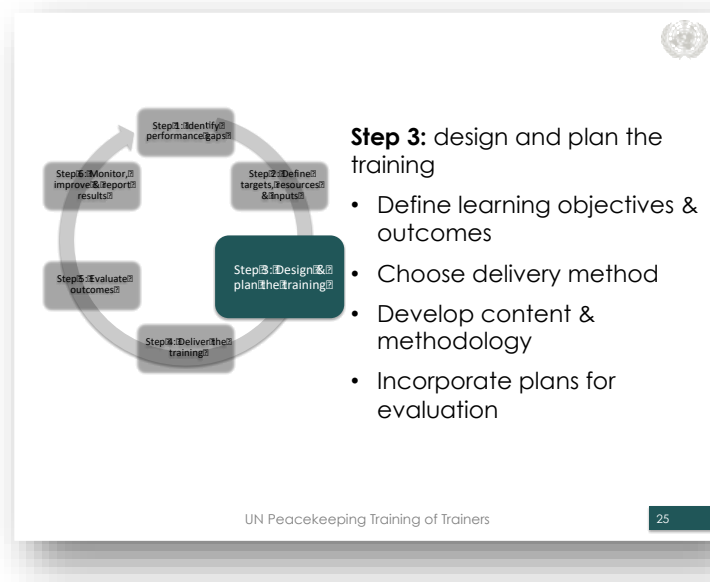 Step 1: Identify
performance gaps
Step 2: Define
targets, resources
& inputs
Step 3: Design &
plan the training
Step 4: Deliver the
training
Step 5: Evaluate
outcomes
Step 6: Monitor,
improve & report
results
Step 3: design and plan the
training
• Define learning objectives &
outcomes
• Choose delivery method
• Develop content &
methodology
• Incorporate plans for
evaluation
UN Peacekeeping Training of Trainers
25